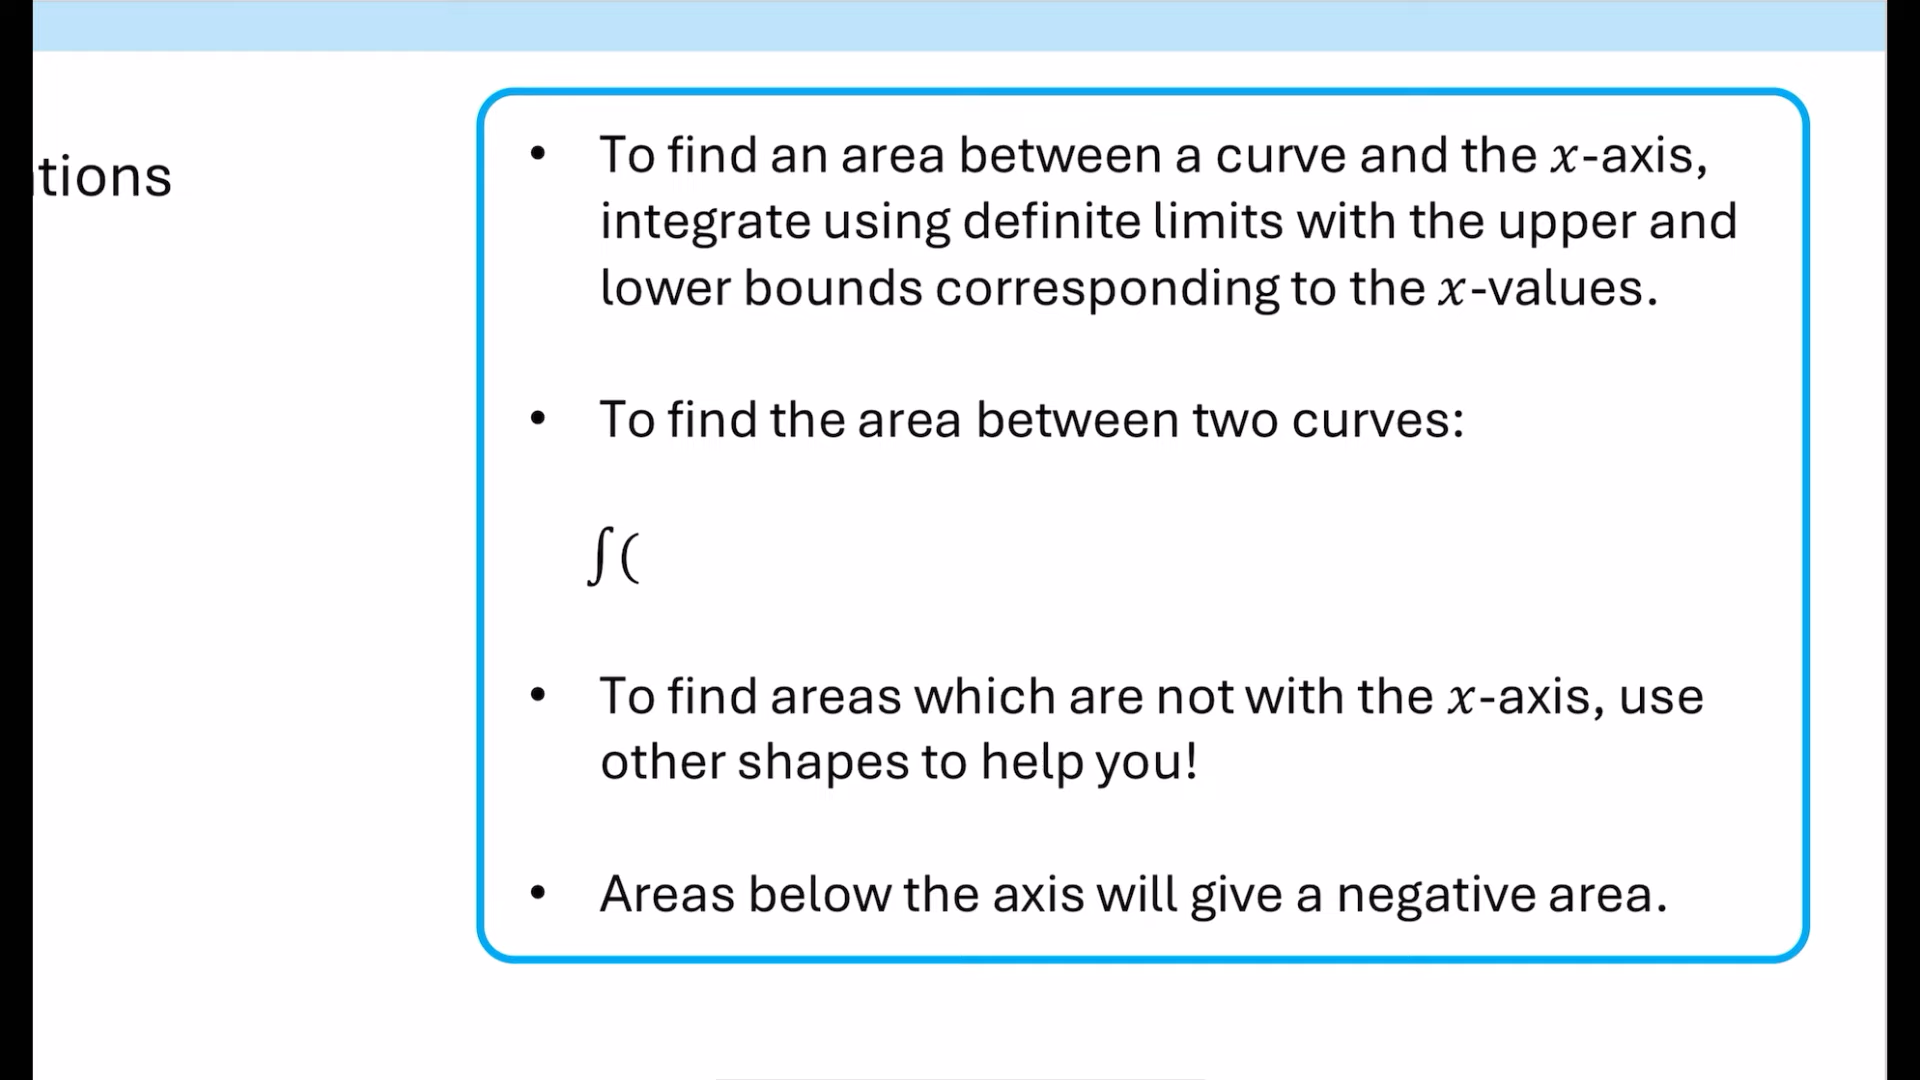 tions
• To find an area between a curve and the x-axis,
integrate using definite limits with the upper and
lower bounds corresponding to the x-values.
• To find the area between two curves:
∫(
• To find areas which are not with the x-axis, use
other shapes to help you!
• Areas below the axis will give a negative area.